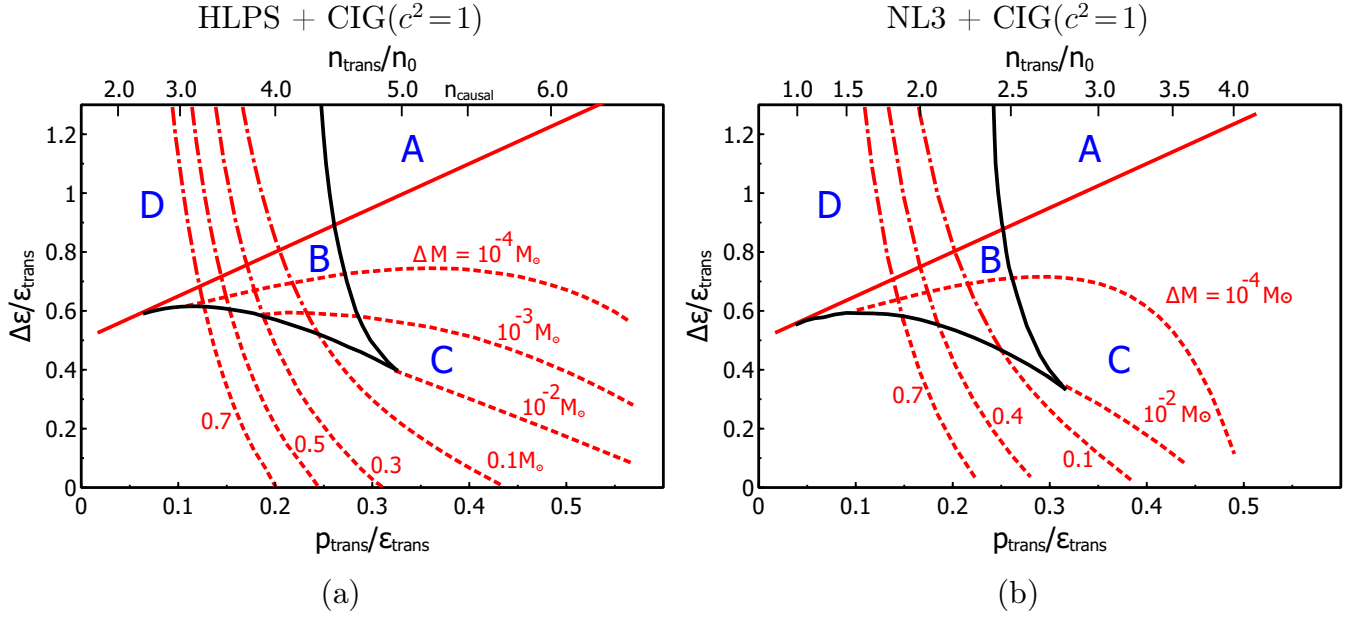 HLPS + CIG(c²=1)
n_trans/n_0
2.0 3.0 4.0 5.0 n_causal 6.0
Δε/ε_trans
1.2
1
0.8
0.6
0.4
0.2
0
A
D
B
C
ΔM = 10^-4 M⊙
10^-3 M⊙
10^-2 M⊙
0.7
0.5
0.3
0.1M⊙
0 0.1 0.2 0.3 0.4 0.5
p_trans/ε_trans
(a)
NL3 + CIG(c²=1)
n_trans/n_0
1.0 1.5 2.0 2.5 3.0 3.5 4.0
Δε/ε_trans
1.2
1
0.8
0.6
0.4
0.2
0
A
D
B
C
ΔM = 10^-4 M⊙
10^-2 M⊙
0.7
0.4
0.1
0 0.1 0.2 0.3 0.4 0.5
p_trans/ε_trans
(b)